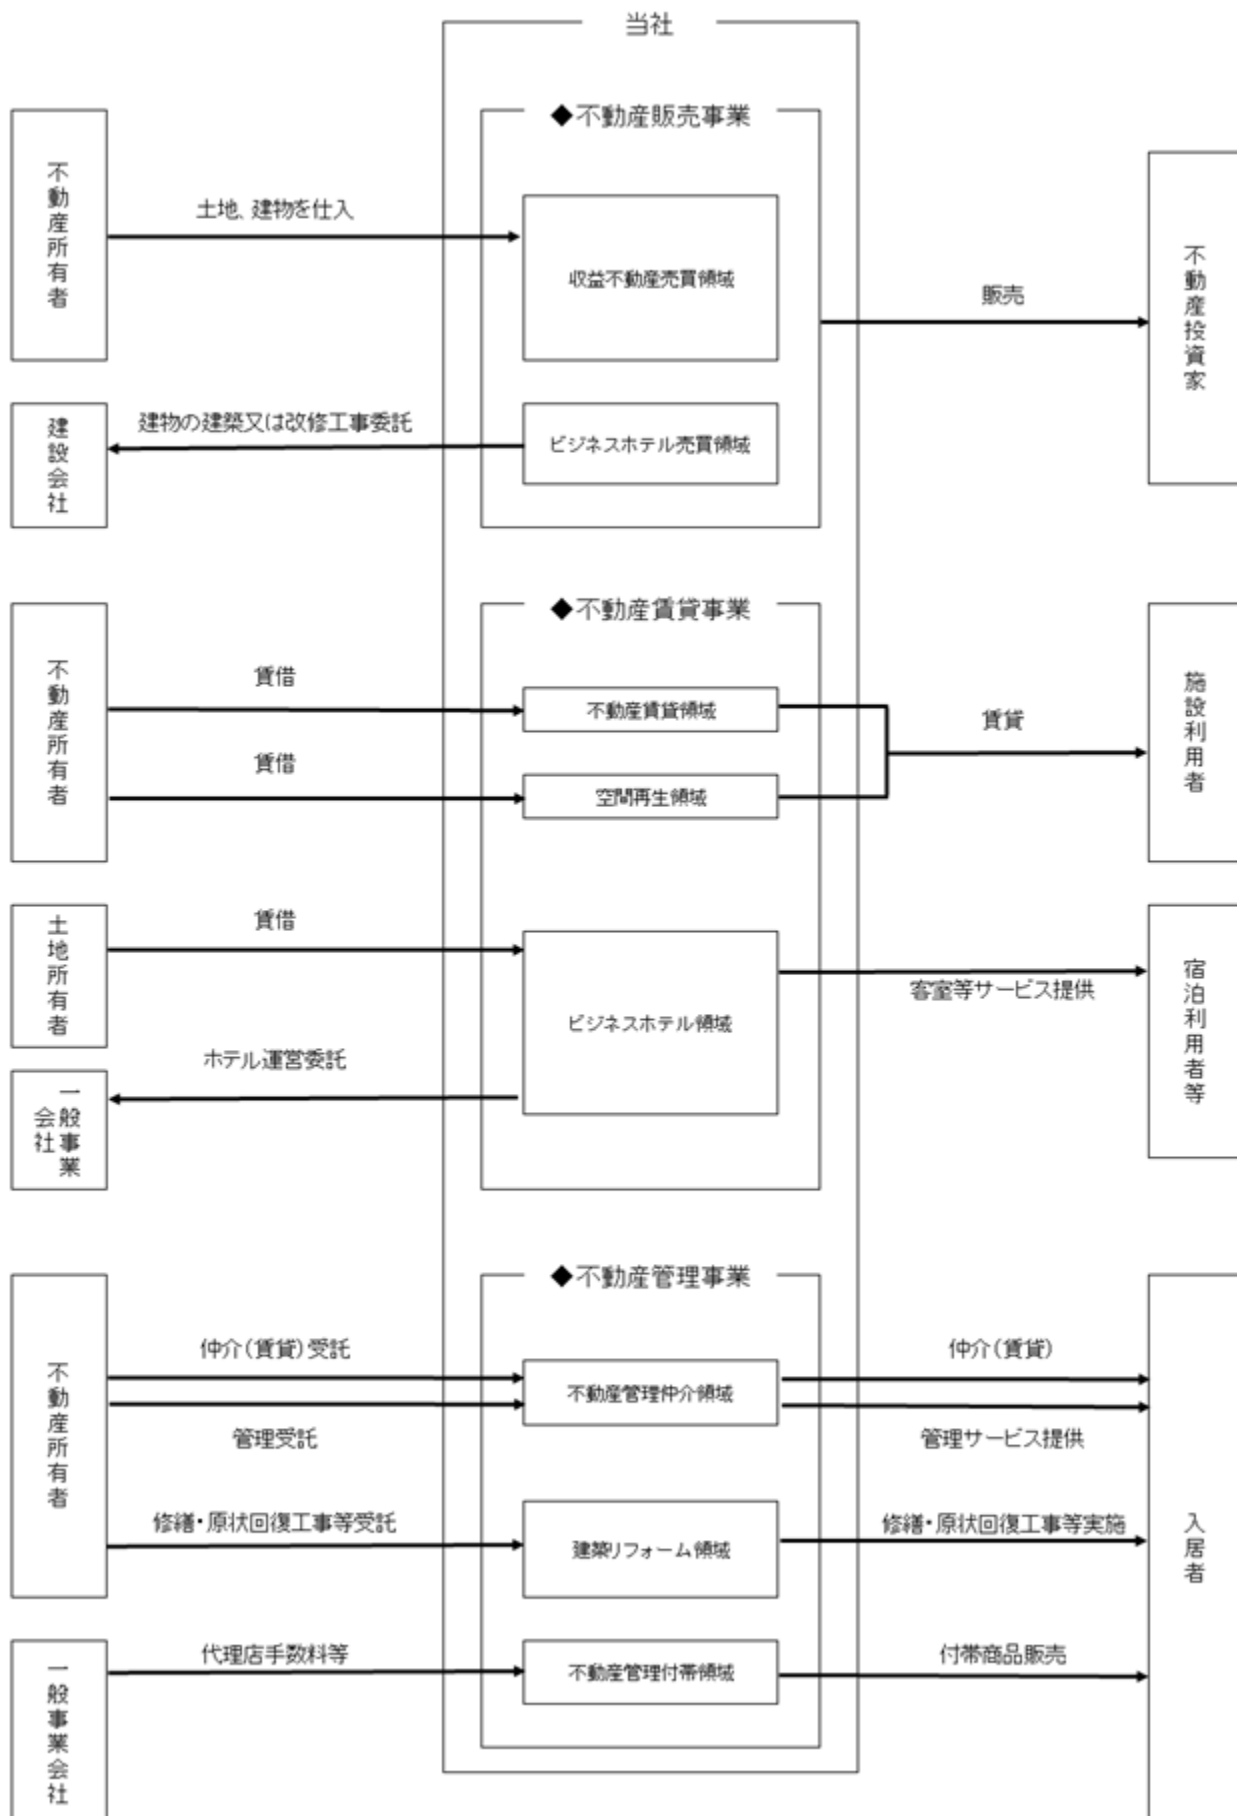 当社
◆不動産販売事業
不動産所有者
土地、建物を仕入
収益不動産売買領域
販売
不動産投資家
建設会社
建物の建築又は改修工事委託
ビジネスホテル売買領域
◆不動産賃貸事業
不動産所有者
賃借
不動産賃貸領域
賃借
空間再生領域
賃貸
施設利用者
土地所有者
賃借
ビジネスホテル領域
客室等サービス提供
宿泊利用者等
ホテル運営委託
一般事業
会社
◆不動産管理事業
不動産所有者
仲介(賃貸)受託
管理受託
不動産管理仲介領域
仲介(賃貸)
管理サービス提供
修繕・原状回復工事等受託
建築リフォーム領域
修繕・原状回復工事等実施
入居者
一般事業会社
代理店手数料等
不動産管理付帯領域
付帯商品販売